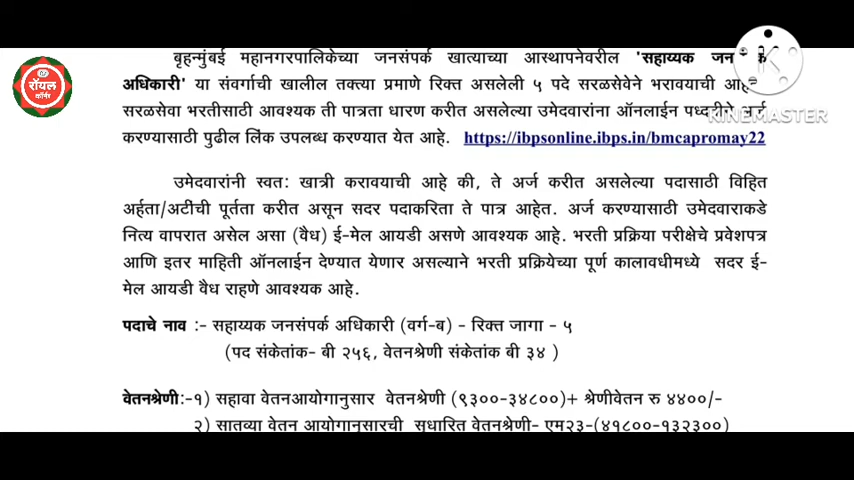 बृहन्मुंबई महानगरपालिकेच्या जनसंपर्क खात्याच्या आस्थापनेवरील 'सहाय्यक
अधिकारी' या संवर्गाची खालील तक्त्या प्रमाणे रिक्त असलेली ५ पदे सरळसेवेने भरावयाची
सरळसेवा भरतीसाठी आवश्यक ती पात्रता धारण करीत असलेल्या उमेदवारांना ऑनलाईन पध्दतीने अर्ज
करण्यासाठी पुढील लिंक उपलब्ध करण्यात येत आहे. https://ibpsonline.ibps.in/bmcapromay22
उमेदवारांनी स्वत: खात्री करावयाची आहे की, ते अर्ज करीत असलेल्या पदासाठी विहित
अर्हता/अटीची पूर्तता करीत असून सदर पदाकरिता ते पात्र आहेत. अर्ज करण्यासाठी उमेदवाराकडे
नित्य वापरात असेल असा (वैध) ई-मेल आयडी असणे आवश्यक आहे. भरती प्रक्रिया परीक्षेचे प्रवेशपत्र
आणि इतर माहिती ऑनलाईन देण्यात येणार असल्याने भरती प्रक्रियेच्या पूर्ण कालावधीमध्ये सदर ई-
मेल आयडी वैध राहणे आवश्यक आहे.
पदाचे नाव :- सहाय्यक जनसंपर्क अधिकारी (वर्ग-ब) - रिक्त जागा - ५
(पद संकेतांक- बी २५६, वेतनश्रेणी संकेतांक बी ३४ )
वेतनश्रेणी:-१) सहावा वेतनआयोगानुसार वेतनश्रेणी (९३००-३४८००)+ श्रेणीवेतन रु ४४००/-
२) सातव्या वेतन आयोगानुसारची सुधारित वेतनश्रेणी- एम२३-(४१८००-१३२३००)
रॉयल
कॉर्नर
KINEMASTER